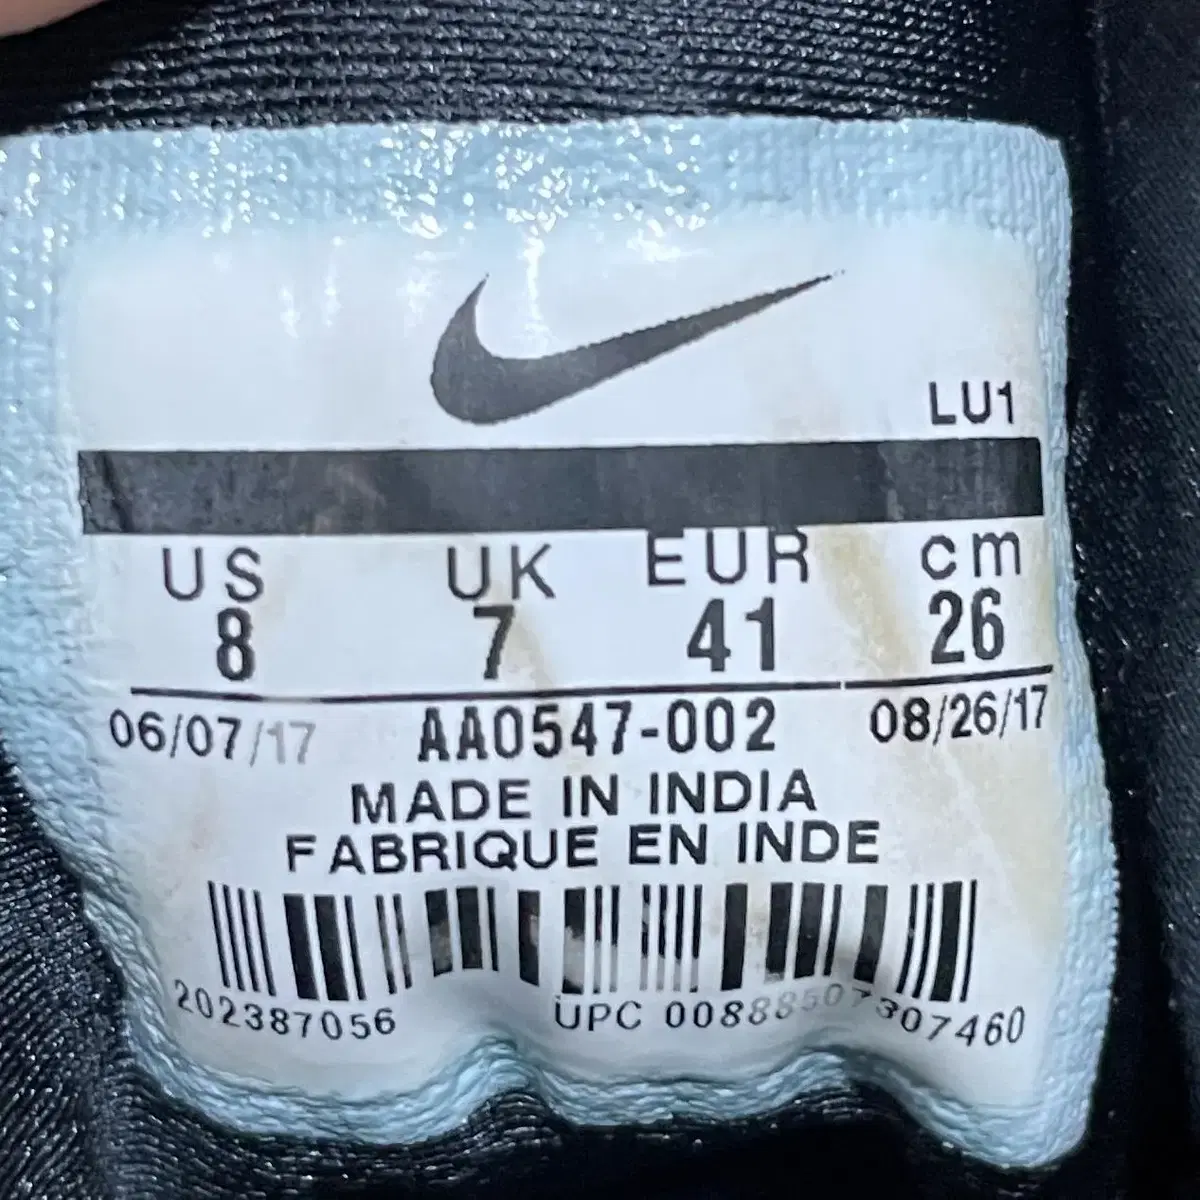 LU1
US UK EUR cm
8 7 41 26
06/07/17 AA0547-002 08/26/17
MADE IN INDIA
FABRIQUE EN INDE
202387056 UPC 00888507307460